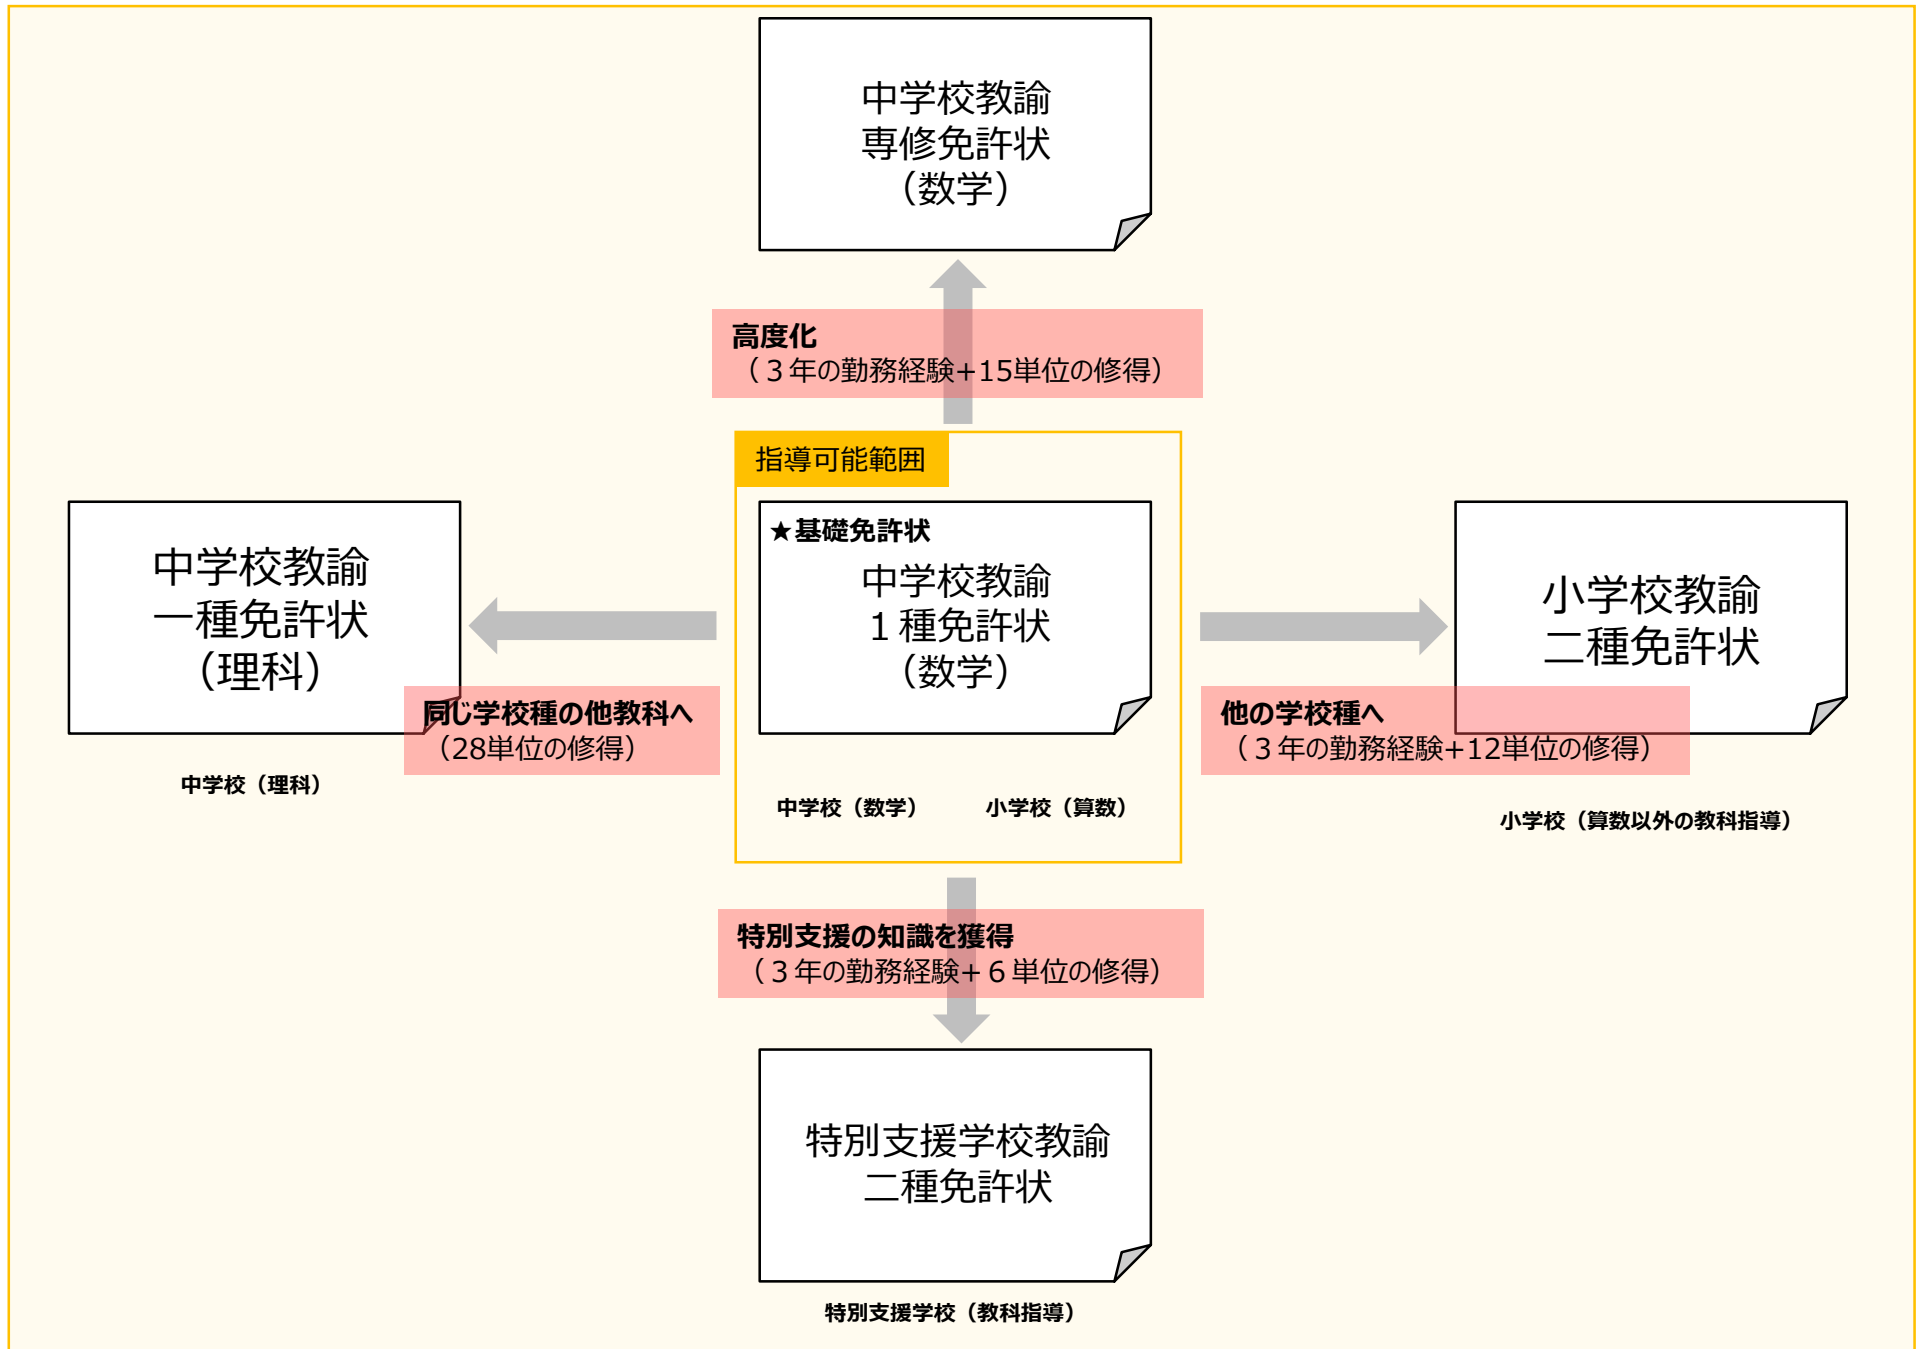 中学校教諭
専修免許状
（数学）
高度化
（３年の勤務経験+15単位の修得）
指導可能範囲
★基礎免許状
中学校教諭
１種免許状
（数学）
中学校（数学）
小学校（算数）
中学校教諭
一種免許状
（理科）
同じ学校種の他教科へ
（28単位の修得）
中学校（理科）
小学校教諭
二種免許状
他の学校種へ
（３年の勤務経験+12単位の修得）
小学校（算数以外の教科指導）
特別支援の知識を獲得
（３年の勤務経験+６単位の修得）
特別支援学校教諭
二種免許状
特別支援学校（教科指導）